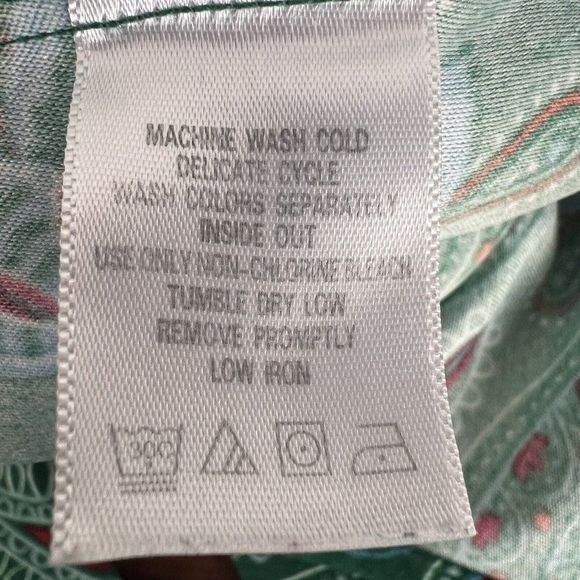 MACHINE WASH COLD
DELICATE CYCLE
WASH COLORS SEPARATELY
INSIDE OUT
USE ONLY NON-CHLORINE BLEACH
TUMBLE DRY LOW
REMOVE PROMPTLY
LOW IRON
30C